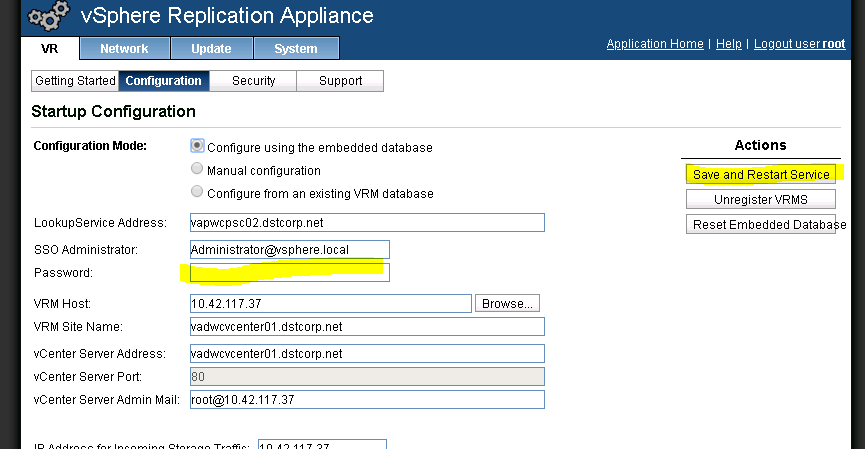 vSphere Replication Appliance
VR Network Update System
Application Home | Help | Logout user root
Getting Started Configuration Security Support
Startup Configuration
Configuration Mode: Configure using the embedded database
Manual configuration
Configure from an existing VRM database
LookupService Address: vapwcpsc02.dstcorp.net
SSO Administrator: Administrator@vsphere.local
Password:
VRM Host: 10.42.117.37 Browse...
VRM Site Name: vadwcvcenter01.dstcorp.net
vCenter Server Address: vadwcvcenter01.dstcorp.net
vCenter Server Port: 80
vCenter Server Admin Mail: root@10.42.117.37
IP Address for Incoming Storage Traffic: 10.42.117.37
Actions
Save and Restart Service
Unregister VRMS
Reset Embedded Database